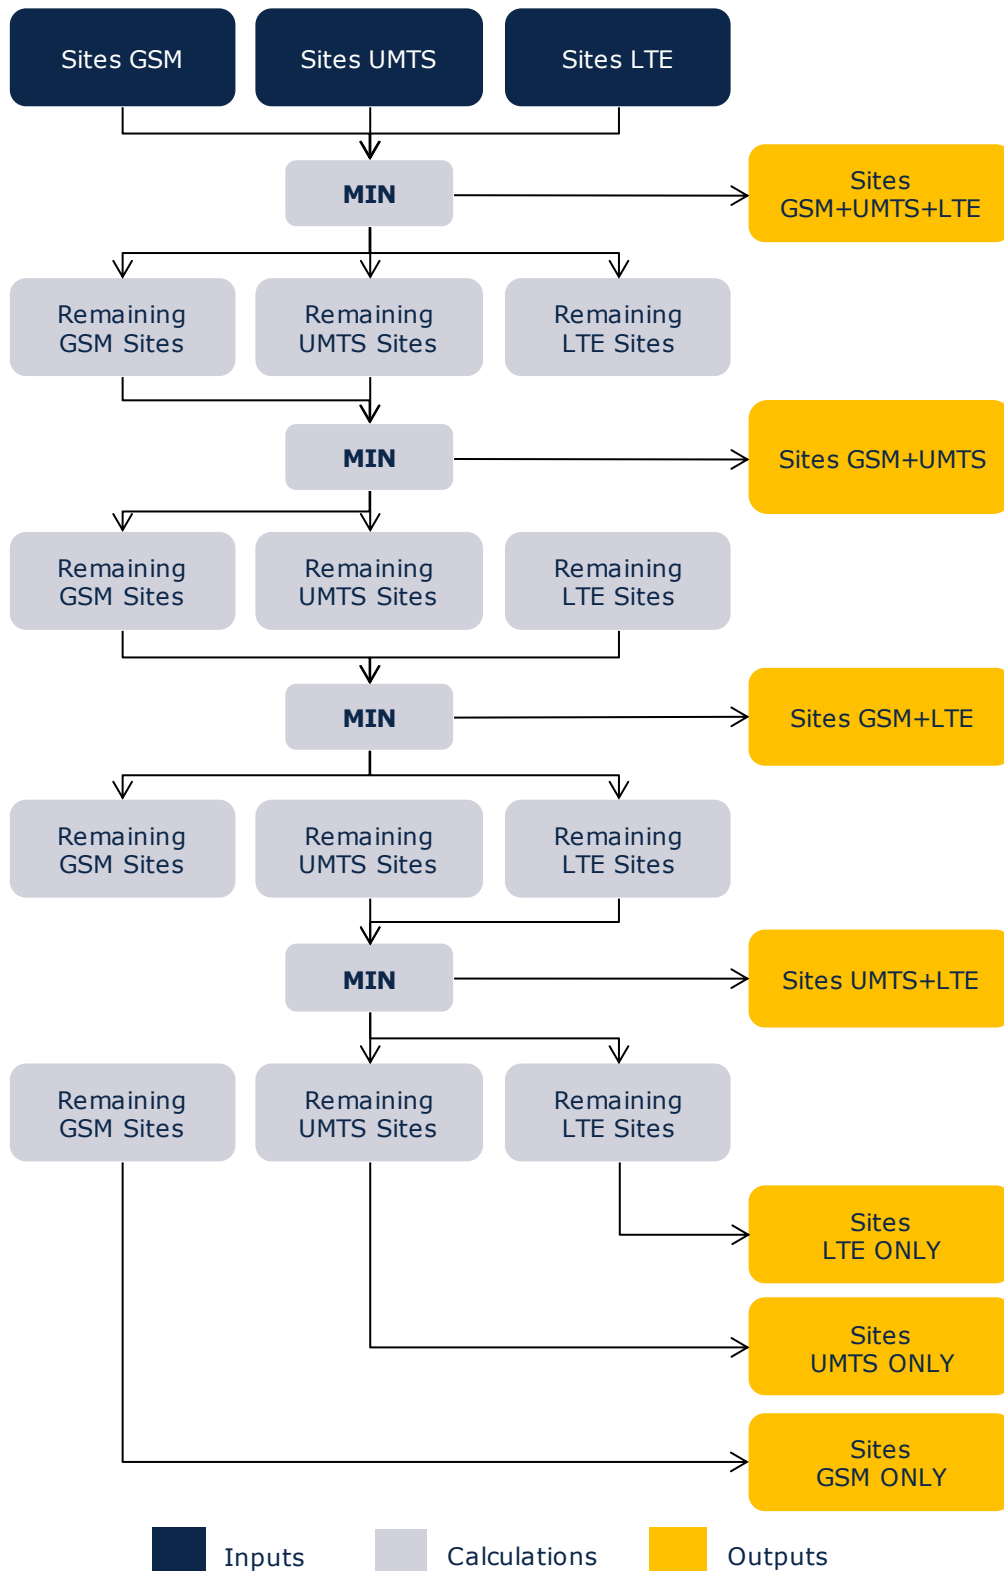 Sites GSM
Sites UMTS
Sites LTE
MIN
Sites
GSM+UMTS+LTE
Remaining
GSM Sites
Remaining
UMTS Sites
Remaining
LTE Sites
MIN
Sites GSM+UMTS
Remaining
GSM Sites
Remaining
UMTS Sites
Remaining
LTE Sites
MIN
Sites GSM+LTE
Remaining
GSM Sites
Remaining
UMTS Sites
Remaining
LTE Sites
MIN
Sites UMTS+LTE
Remaining
GSM Sites
Remaining
UMTS Sites
Remaining
LTE Sites
Sites
LTE ONLY
Sites
UMTS ONLY
Sites
GSM ONLY
Inputs
Calculations
Outputs